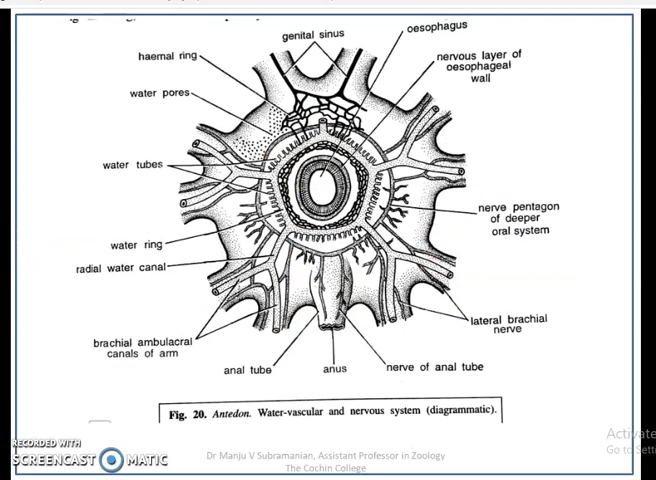 genital sinus
oesophagus
haemal ring
nervous layer of
oesophageal
wall
water pores
water tubes
nerve pentagon
of deeper
oral system
water ring
radial water canal
lateral brachial
nerve
brachial ambulacral
canals of arm
anal tube
anus
nerve of anal tube
Fig. 20. Antedon. Water-vascular and nervous system (diagrammatic).
RECORDED WITH
SCREENCAST MATIC
Dr Manju V Subramanian, Assistant Professor in Zoology
The Cochin College
Activate
Go to Setti